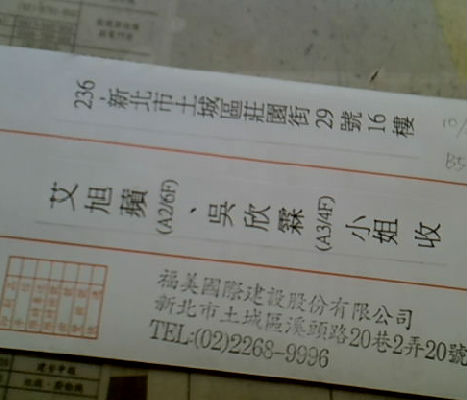 236
新北市土城區莊國街29號16樓
艾旭蘋(A2/6F)、吳欣霖(A3/4F)小姐 收
福美國際建設股份有限公司
新北市土城區溪頭路20巷2弄20號
TEL:(02)2268-9996